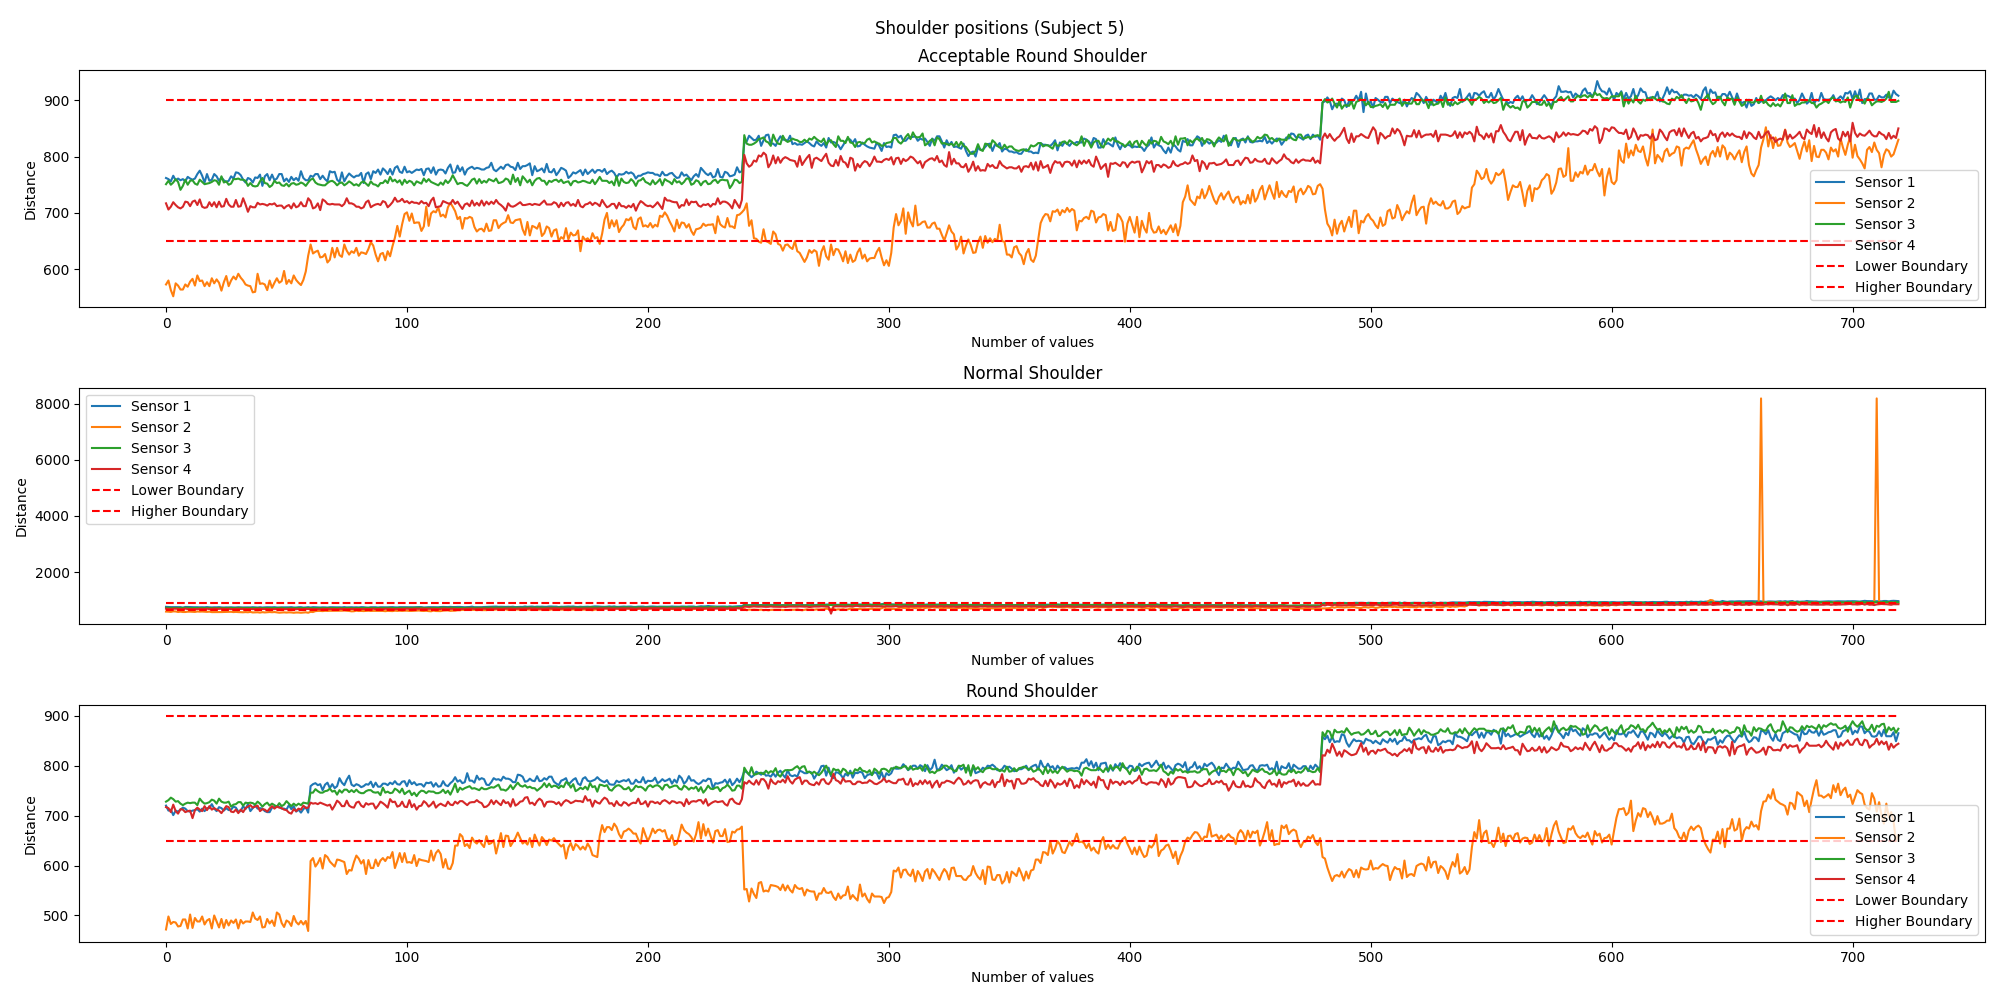 Shoulder positions (Subject 5)
Acceptable Round Shoulder
Distance
900
800
700
600
0 100 200 300 400 500 600 700
Number of values
Sensor 1
Sensor 2
Sensor 3
Sensor 4
Lower Boundary
Higher Boundary
Normal Shoulder
Distance
8000
6000
4000
2000
0 100 200 300 400 500 600 700
Number of values
Sensor 1
Sensor 2
Sensor 3
Sensor 4
Lower Boundary
Higher Boundary
Round Shoulder
Distance
900
800
700
600
500
0 100 200 300 400 500 600 700
Number of values
Sensor 1
Sensor 2
Sensor 3
Sensor 4
Lower Boundary
Higher Boundary